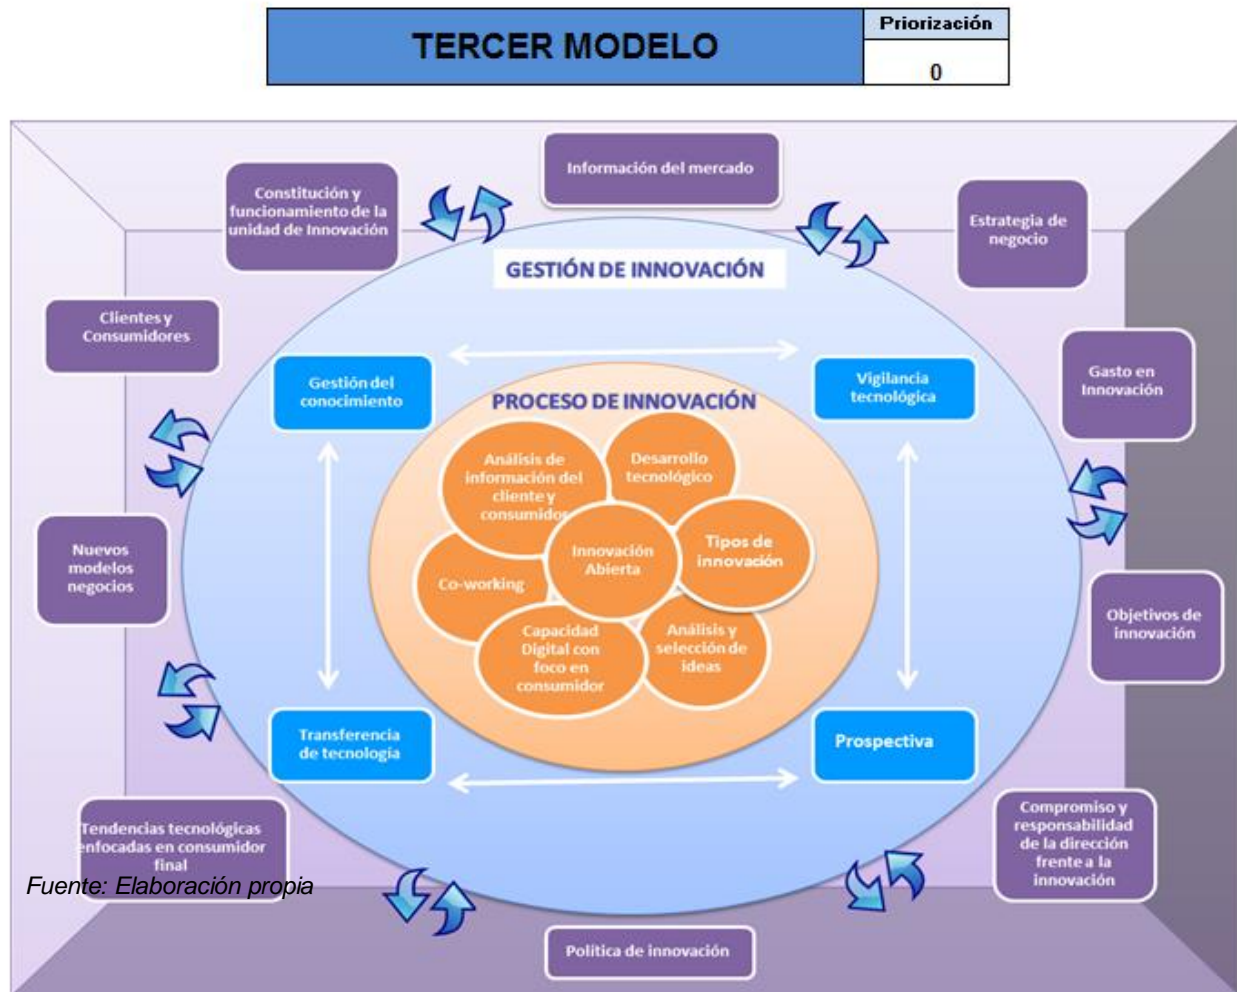 TERCER MODELO
Priorización
0
Información del mercado
Constitución y
funcionamiento de la
unidad de Innovación
Estrategia de
negocio
GESTIÓN DE INNOVACIÓN
Clientes y
Consumidores
Gestión del
conocimiento
Vigilancia
tecnológica
Gasto en
Innovación
PROCESO DE INNOVACIÓN
Análisis de
información del
cliente y
consumidor
Desarrollo
tecnológico
Innovación
Abierta
Tipos de
innovación
Co-working
Capacidad
Digital con
foco en
consumidor
Análisis y
selección de
ideas
Nuevos
modelos
negocios
Objetivos de
innovación
Transferencia
de tecnología
Prospectiva
Tendencias tecnológicas
enfocadas en consumidor
final
Compromiso y
responsabilidad
de la dirección
frente a la
innovación
Fuente: Elaboración propia
Política de innovación